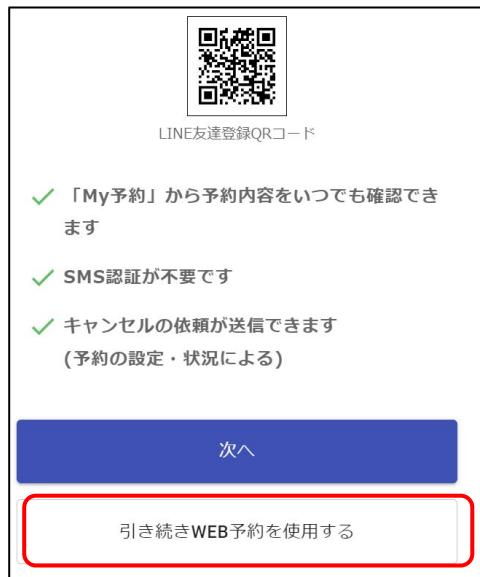 LINE友達登録QRコード
「My予約」から予約内容をいつでも確認でき
ます
SMS認証が不要です
キャンセルの依頼が送信できます
(予約の設定・状況による)
次へ
引き続きWEB予約を使用する